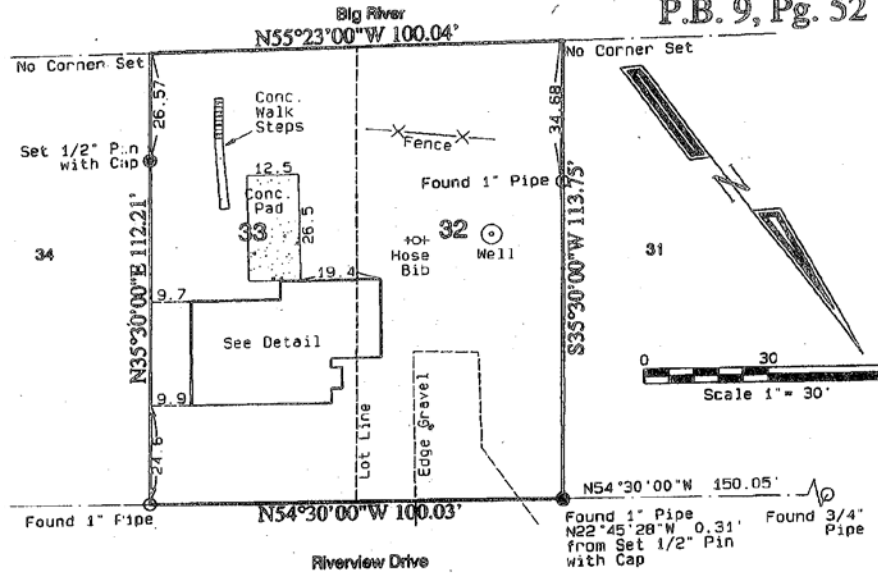 P.B. 9, Pg. 52
Big River
N55°23'00"W 100.04'
No Corner Set
No Corner Set
26.57
34.68
Conc.
Walk
Steps
Fence
Set 1/2" Pin
with Cap
12.5
Found 1" Pipe
Conc.
Pad
26.5
33
32
Well
Hose
Bib
34
31
N35°30'00"E 112.21'
S35°30'00"W 113.75'
19.4
9.7
See Detail
9.9
24.6
Lot Line
Edge Gravel
0 30
Scale 1"= 30'
N54°30'00"W 150.05'
Found 1" Pipe
N54°30'00"W 100.03'
Found 1" Pipe
N22°45'28"W 0.31'
from Set 1/2" Pin
with Cap
Found 3/4"
Pipe
Riverview Drive